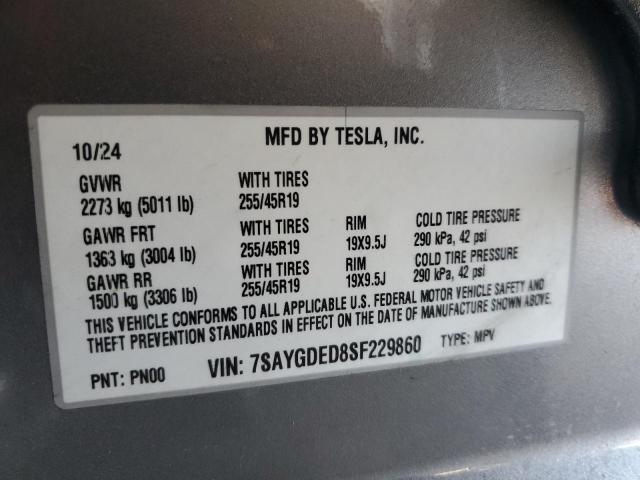 MFD BY TESLA, INC.
10/24
GVWR WITH TIRES
2273 kg (5011 lb) 255/45R19
GAWR FRT WITH TIRES RIM COLD TIRE PRESSURE
1363 kg (3004 lb) 255/45R19 19X9.5J 290 kPa, 42 psi
GAWR RR WITH TIRES RIM COLD TIRE PRESSURE
1500 kg (3306 lb) 255/45R19 19X9.5J 290 kPa, 42 psi
THIS VEHICLE CONFORMS TO ALL APPLICABLE U.S. FEDERAL MOTOR VEHICLE SAFETY AND
THEFT PREVENTION STANDARDS IN EFFECT ON THE DATE OF MANUFACTURE SHOWN ABOVE.
PNT: PN00 VIN: 7SAYGDED8SF229860 TYPE: MPV